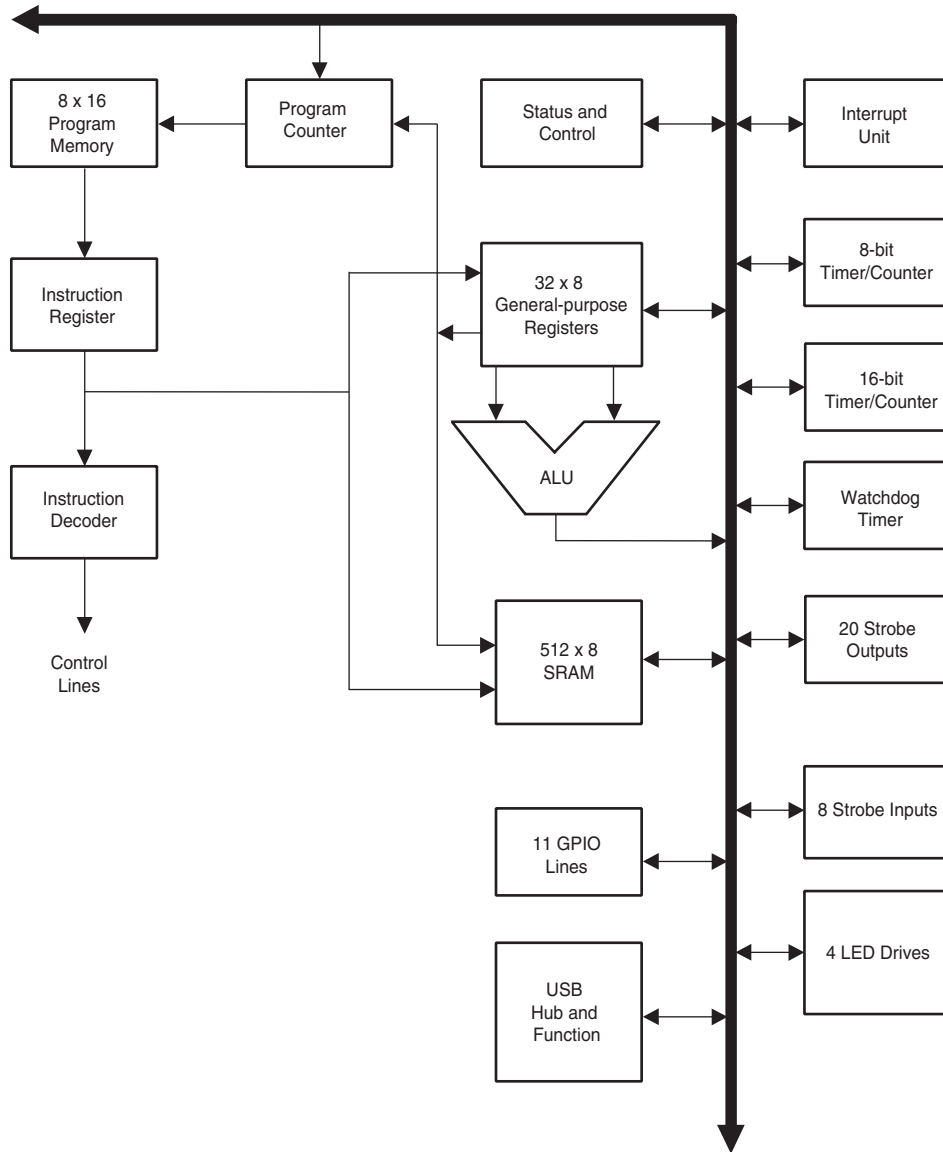 8 x 16
Program
Memory
Program
Counter
Status and
Control
Interrupt
Unit
8-bit
Timer/Counter
32 x 8
General-purpose
Registers
Instruction
Register
16-bit
Timer/Counter
ALU
Instruction
Decoder
Watchdog
Timer
Control
Lines
512 x 8
SRAM
20 Strobe
Outputs
11 GPIO
Lines
8 Strobe Inputs
USB
Hub and
Function
4 LED Drives